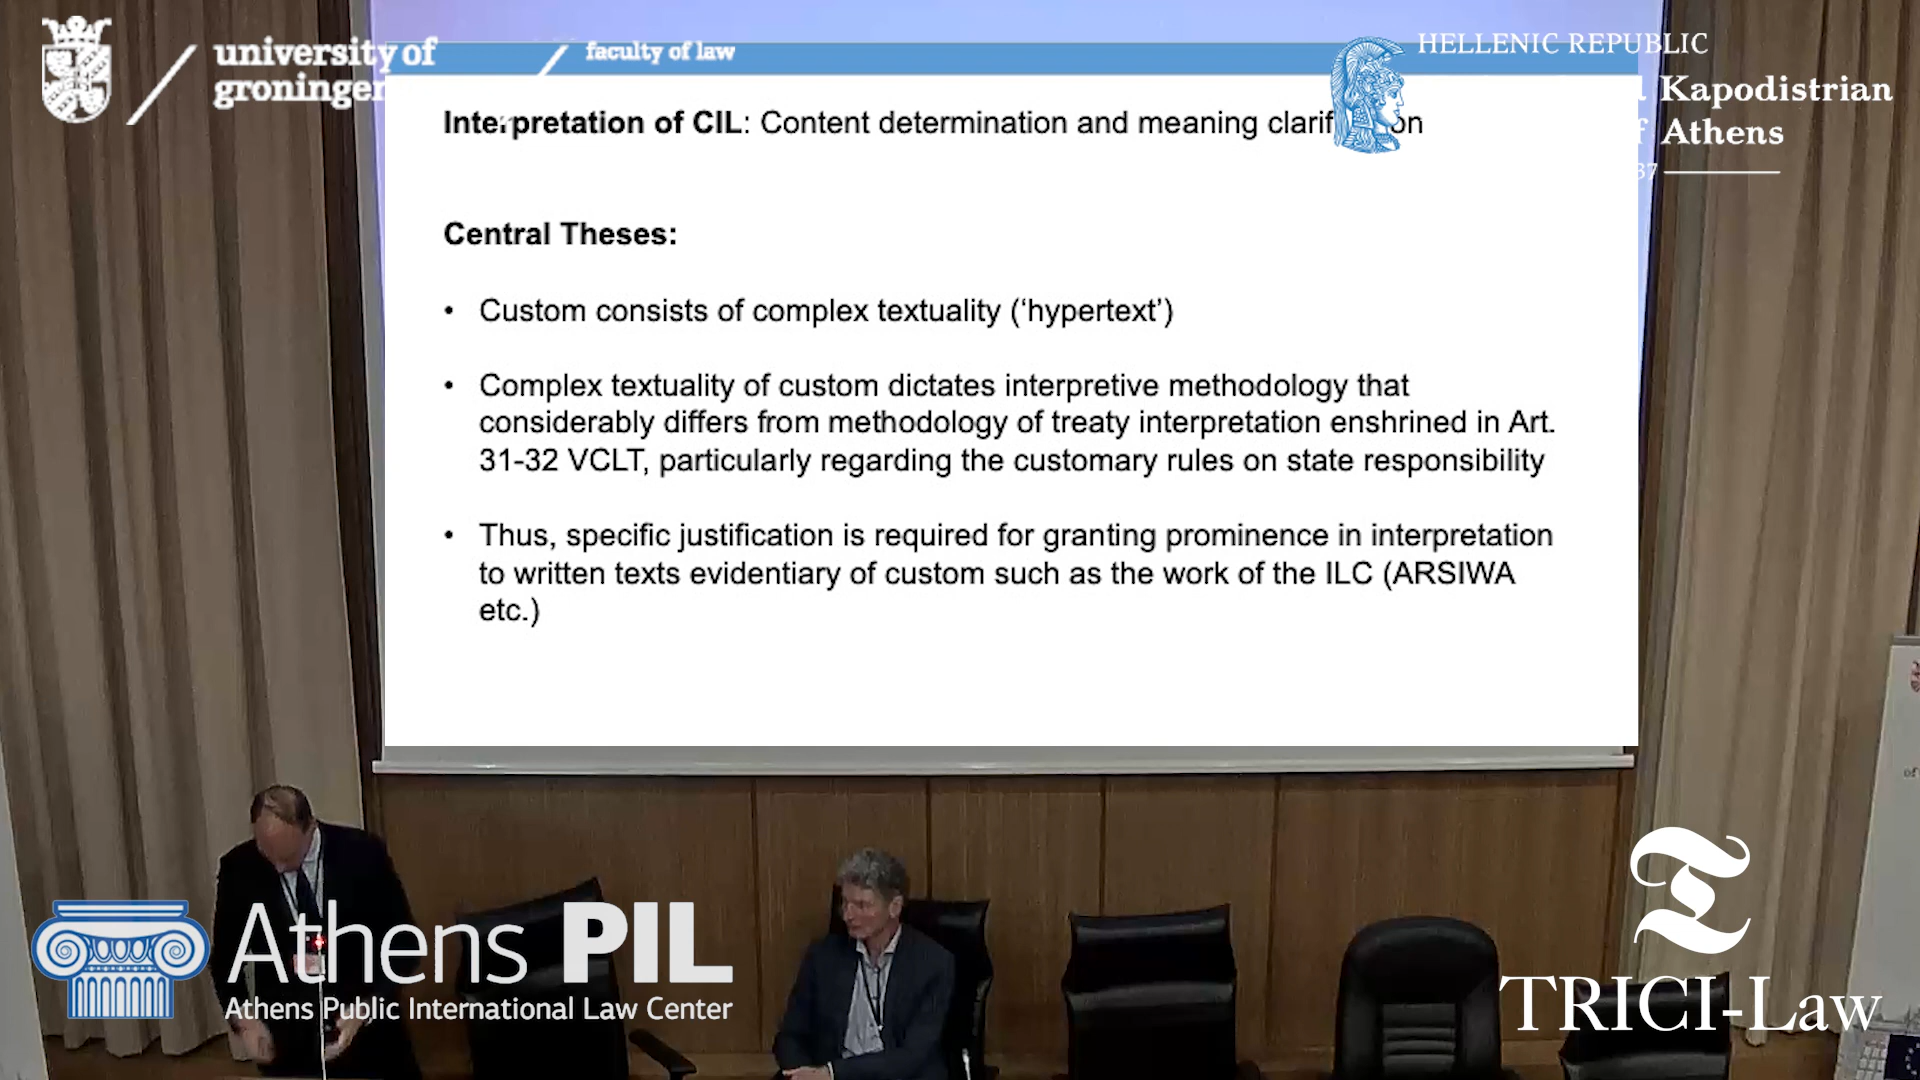 university of
groningen
faculty of law
HELLENIC REPUBLIC
Kapodistrian
of Athens
37
Interpretation of CIL: Content determination and meaning clarif on
Central Theses:
• Custom consists of complex textuality (‘hypertext’)
• Complex textuality of custom dictates interpretive methodology that
considerably differs from methodology of treaty interpretation enshrined in Art.
31-32 VCLT, particularly regarding the customary rules on state responsibility
• Thus, specific justification is required for granting prominence in interpretation
to written texts evidentiary of custom such as the work of the ILC (ARSIWA
etc.)
Athens PIL
Athens Public International Law Center
TRICI-Law